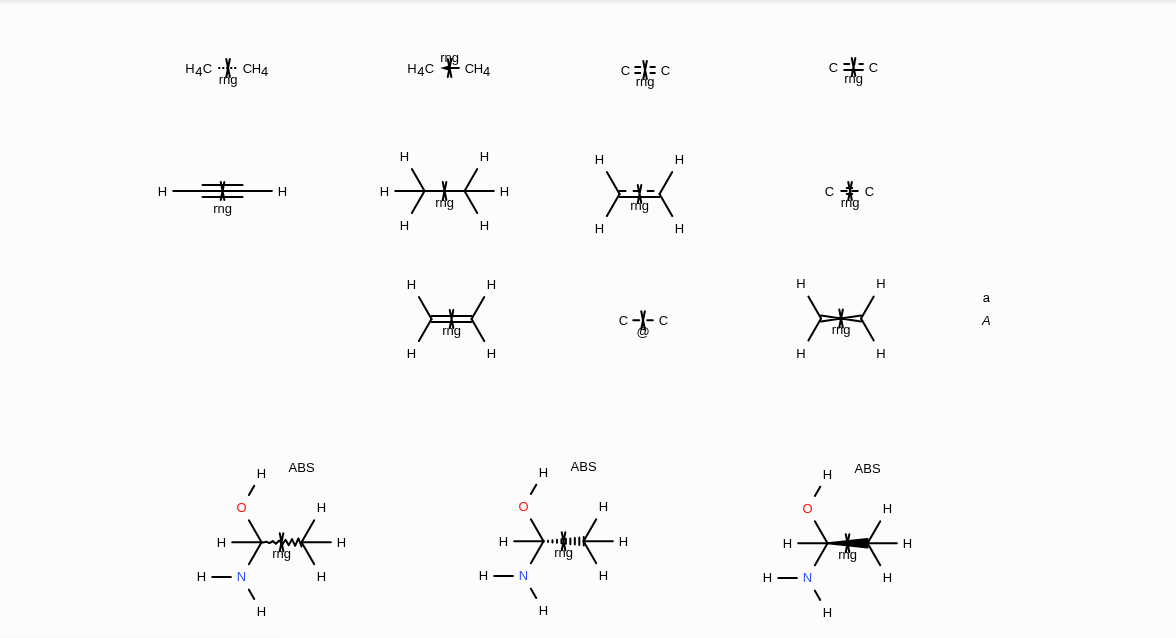 H4C CH4 rng
H4C rng CH4
C C rng
C C rng
H H rng
H H H H rng H H
H H rng H H
C C rng
H H rng H H
C C @
H H rng H H
a
A
H ABS
O H
H H
rng
H N H
H
H ABS
O H
H H
rng
H N H
H
H ABS
O H
H H
rng
H N H
H